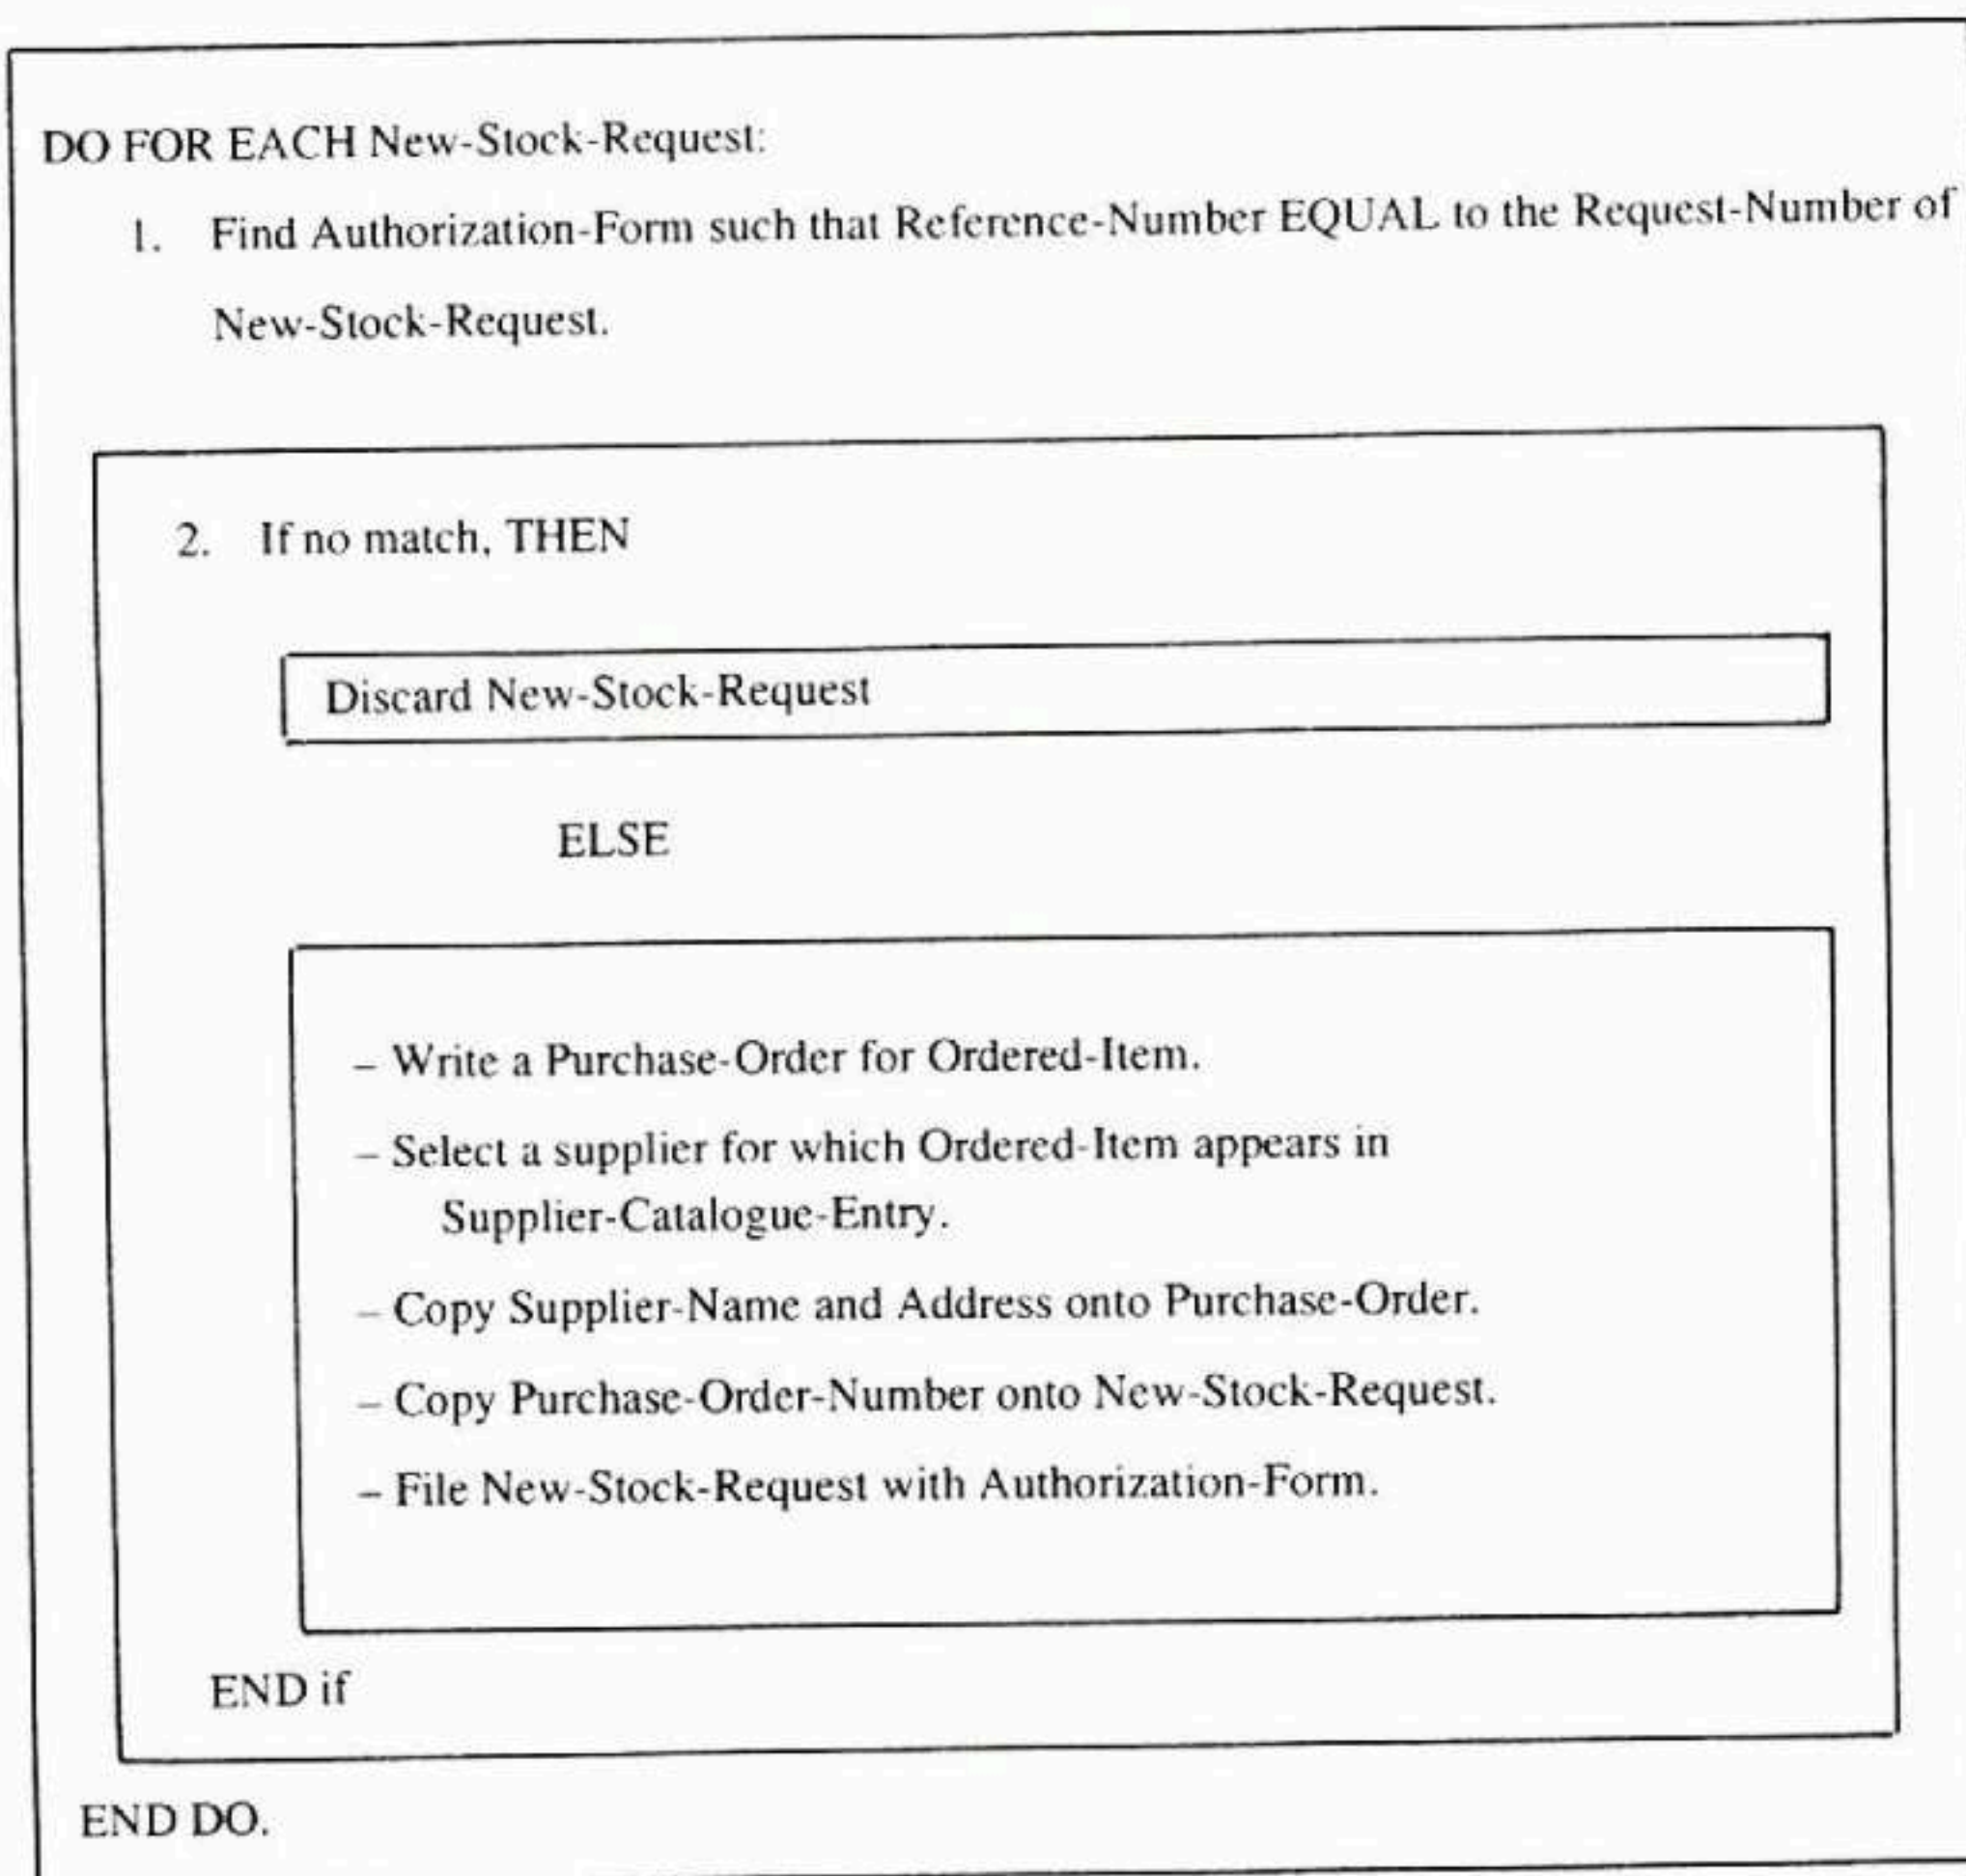 DO FOR EACH New-Stock-Request:
1. Find Authorization-Form such that Reference-Number EQUAL to the Request-Number of
New-Stock-Request.
2. If no match, THEN
Discard New-Stock-Request
ELSE
– Write a Purchase-Order for Ordered-Item.
– Select a supplier for which Ordered-Item appears in
Supplier-Catalogue-Entry.
– Copy Supplier-Name and Address onto Purchase-Order.
– Copy Purchase-Order-Number onto New-Stock-Request.
– File New-Stock-Request with Authorization-Form.
END if
END DO.